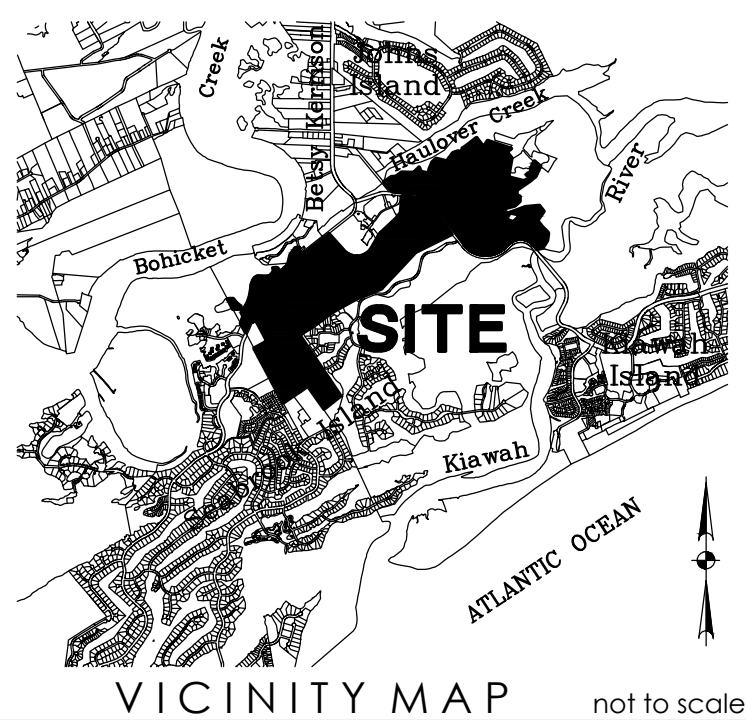 Johns
Island
Creek
Betsy Kerrison
Haulover Creek
River
Bohicket
SITE
Kiawah
Island
Seabrook Island
Kiawah
ATLANTIC OCEAN
VICINITY MAP
not to scale